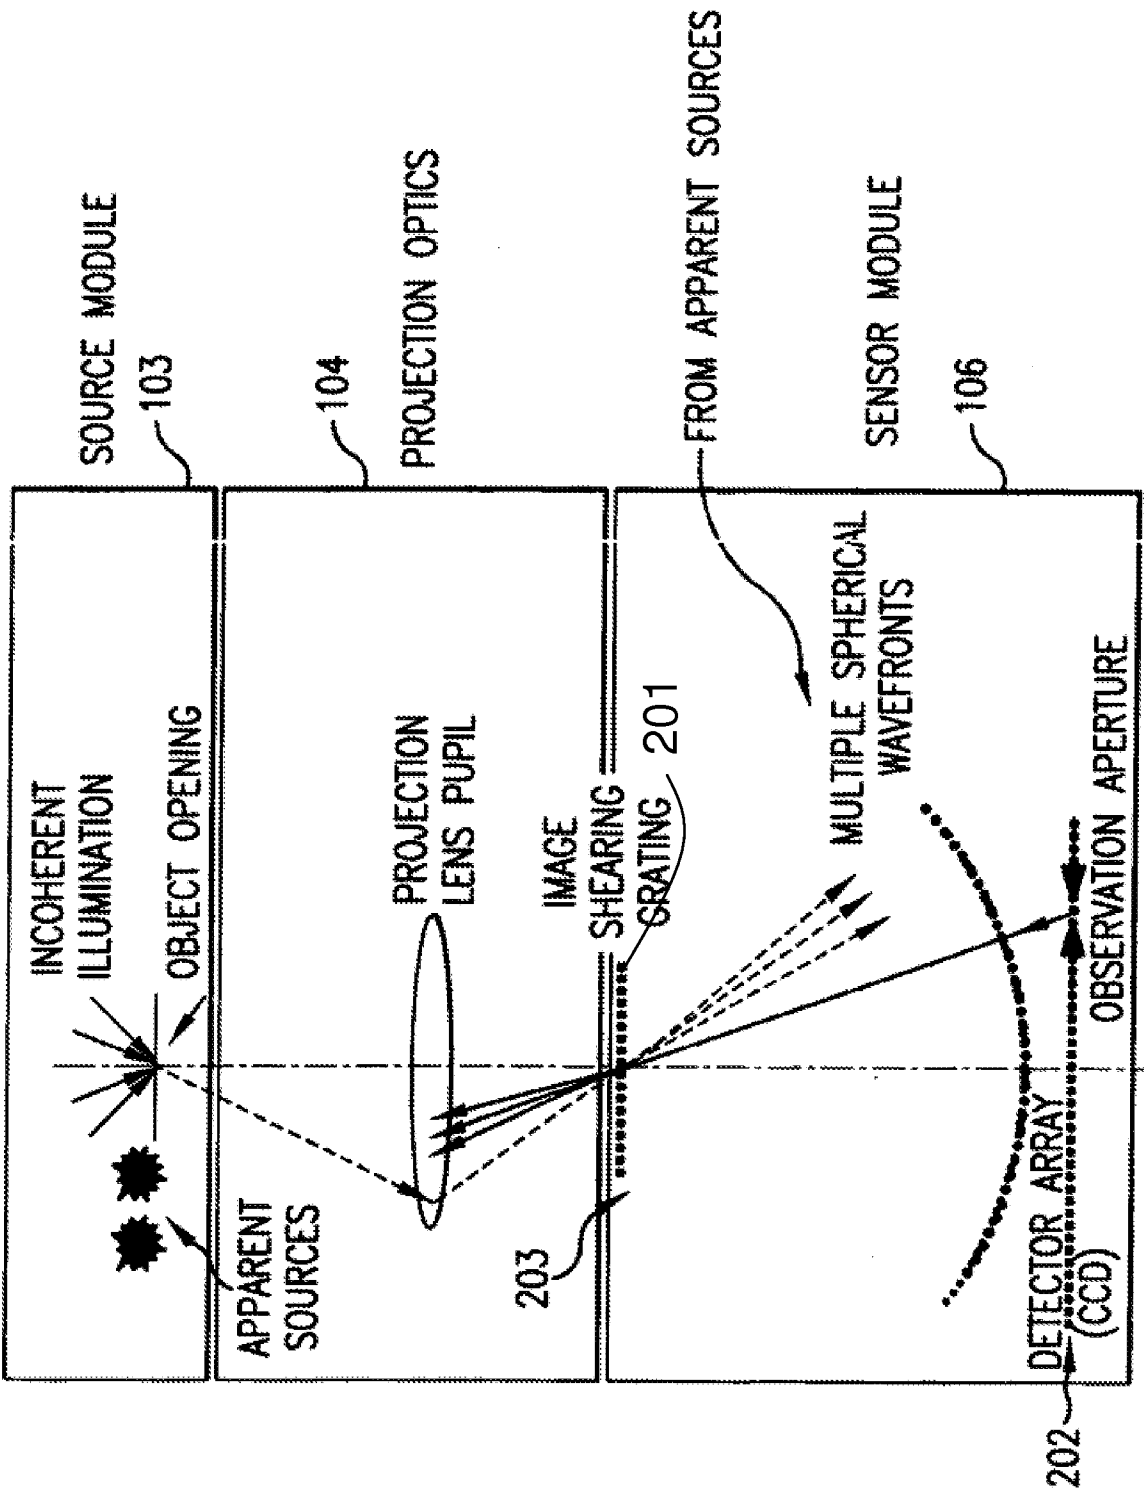 SOURCE MODULE
103
INCOHERENT
ILLUMINATION
OBJECT OPENING
APPARENT
SOURCES
104
PROJECTION OPTICS
PROJECTION
LENS PUPIL
IMAGE
SHEARING
GRATING
201
203
FROM APPARENT SOURCES
MULTIPLE SPHERICAL
WAVEFRONTS
SENSOR MODULE
106
DETECTOR ARRAY
(CCD)
OBSERVATION APERTURE
202